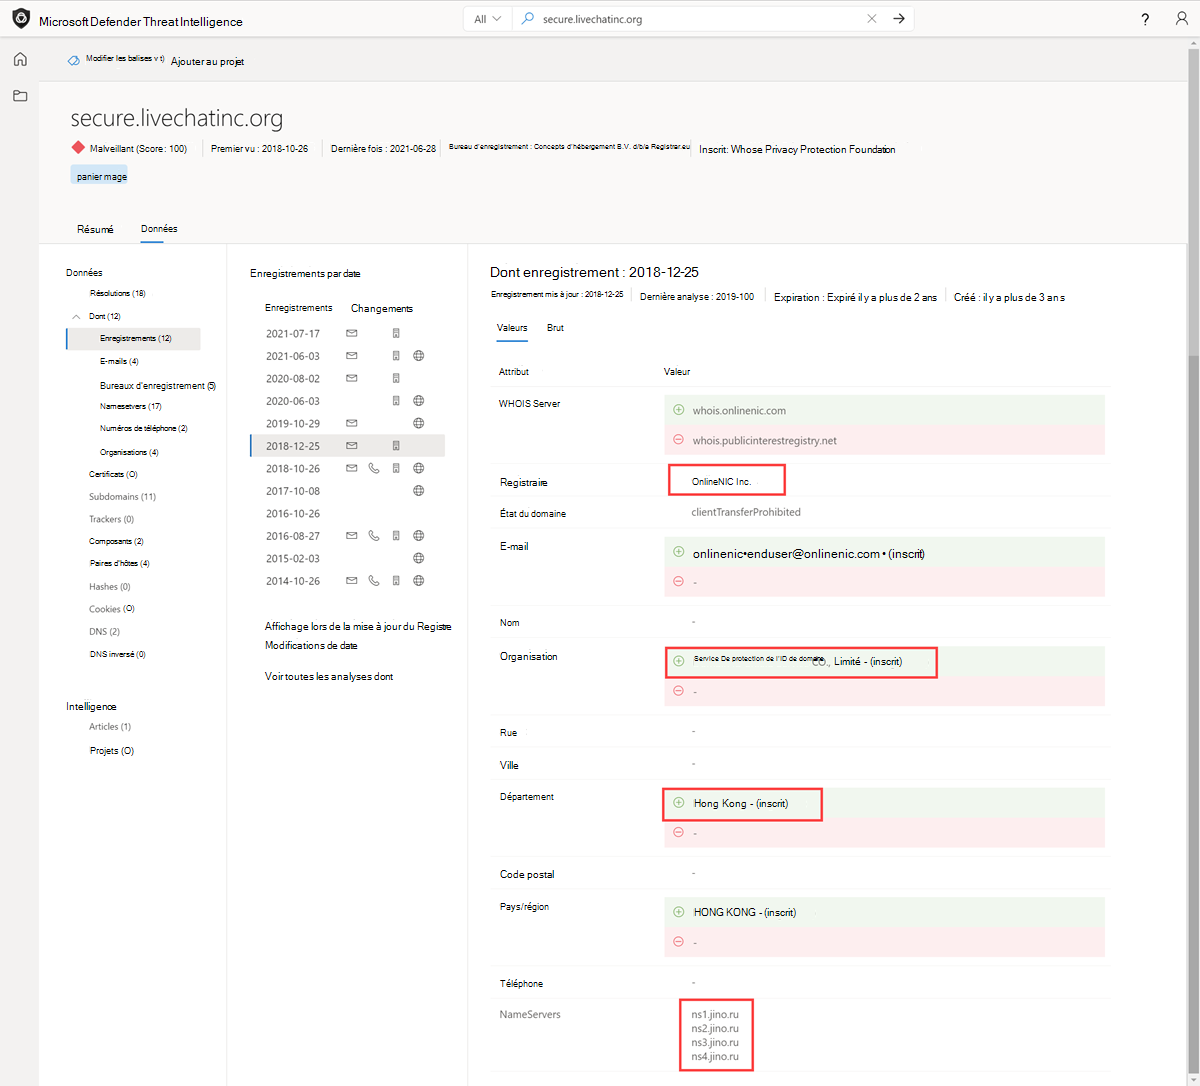 Microsoft Defender Threat Intelligence
All
secure.livechatinc.org
?
Modifier les balises v t)
Ajouter au projet
secure.livechatinc.org
Malveillant (Score: 100)
Premier vu : 2018-10-26
Dernière fois : 2021-06-28
Bureau d'enregistrement : Concepts d'hébergement B.V. d/b/a Registrer.eu
Inscrit: Whose Privacy Protection Foundation
panier mage
Résumé
Données
Données
Résolutions (18)
Dont (12)
Enregistrements (12)
E-mails (4)
Bureaux d'enregistrement (5)
Nameservers (17)
Numéros de téléphone (2)
Organisations (4)
Certificats (O)
Subdomains (11)
Trackers (0)
Composants (2)
Paires d'hôtes (4)
Hashes (0)
Cookies (O)
DNS (2)
DNS inversé (0)
Intelligence
Articles (1)
Projets (O)
Enregistrements par date
Enregistrements
Changements
2021-07-17
2021-06-03
2020-08-02
2020-06-03
2019-10-29
2018-12-25
2018-10-26
2017-10-08
2016-10-26
2016-08-27
2015-02-03
2014-10-26
Affichage lors de la mise à jour du Registre
Modifications de date
Voir toutes les analyses dont
Dont enregistrement : 2018-12-25
Enregistrement mis à jour : 2018-12-25
Dernière analyse : 2019-100
Expiration : Expiré il y a plus de 2 ans
Créé : il y a plus de 3 ans
Valeurs
Brut
Attribut
Valeur
WHOIS Server
whois.onlinenic.com
whois.publicinterestregistry.net
Registraire
OnlineNIC Inc.
État du domaine
clientTransferProhibited
E-mail
onlinenic•enduser@onlinenic.com • (inscrit)
-
Nom
-
Organisation
Service De protection de l'ID de domaine
CO., Limité - (inscrit)
-
Rue
-
Ville
-
Département
Hong Kong - (inscrit)
-
Code postal
-
Pays/région
HONG KONG - (inscrit)
-
Téléphone
-
NameServers
ns1.jino.ru
ns2.jino.ru
ns3.jino.ru
ns4.jino.ru